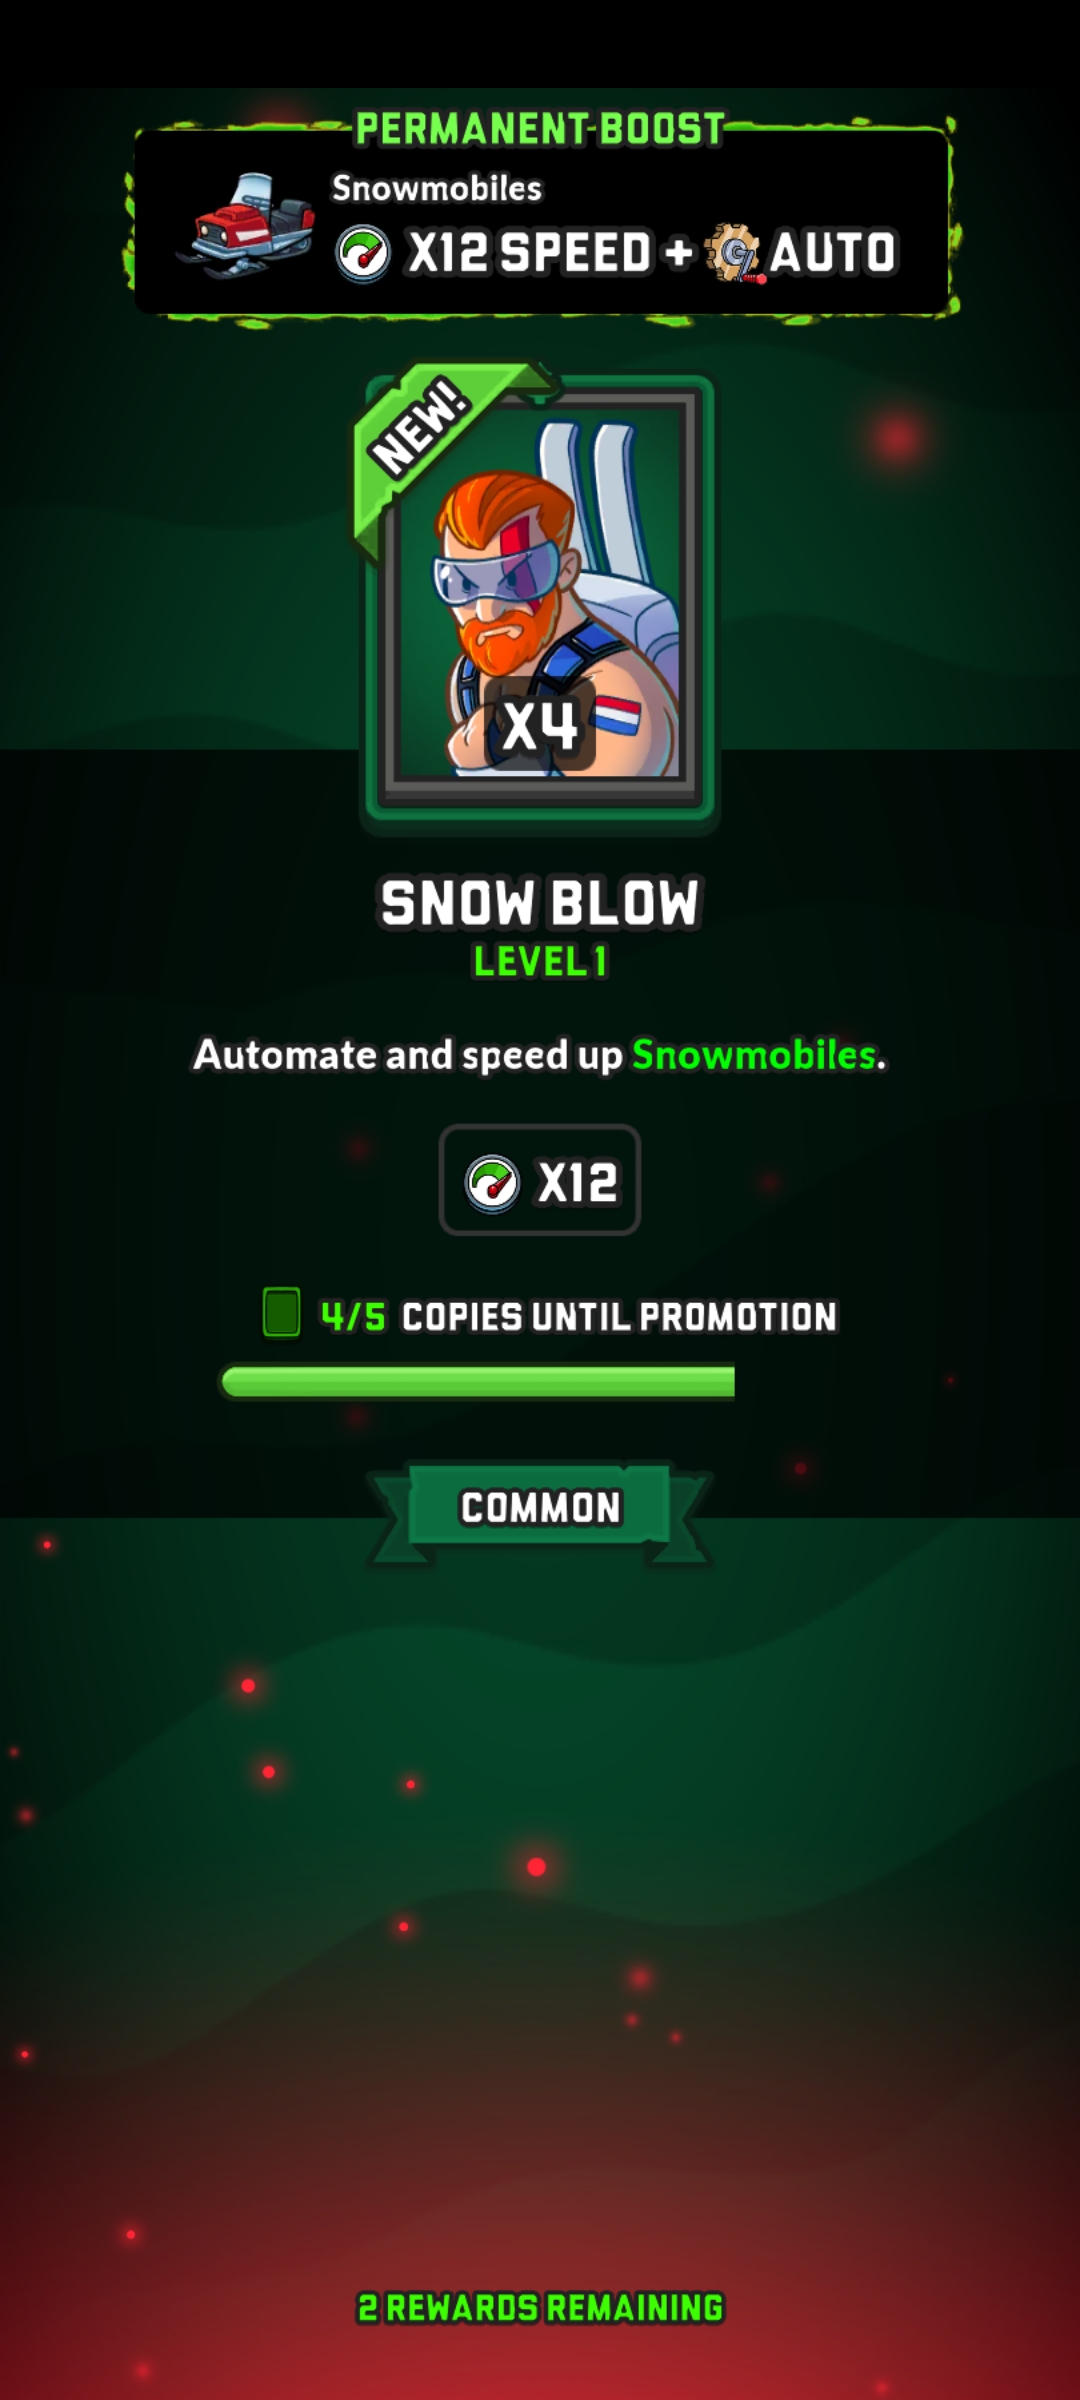 PERMANENT BOOST
Snowmobiles
X12 SPEED + AUTO
NEW!
X4
SNOW BLOW
LEVEL 1
Automate and speed up Snowmobiles.
X12
4/5 COPIES UNTIL PROMOTION
COMMON
2 REWARDS REMAINING